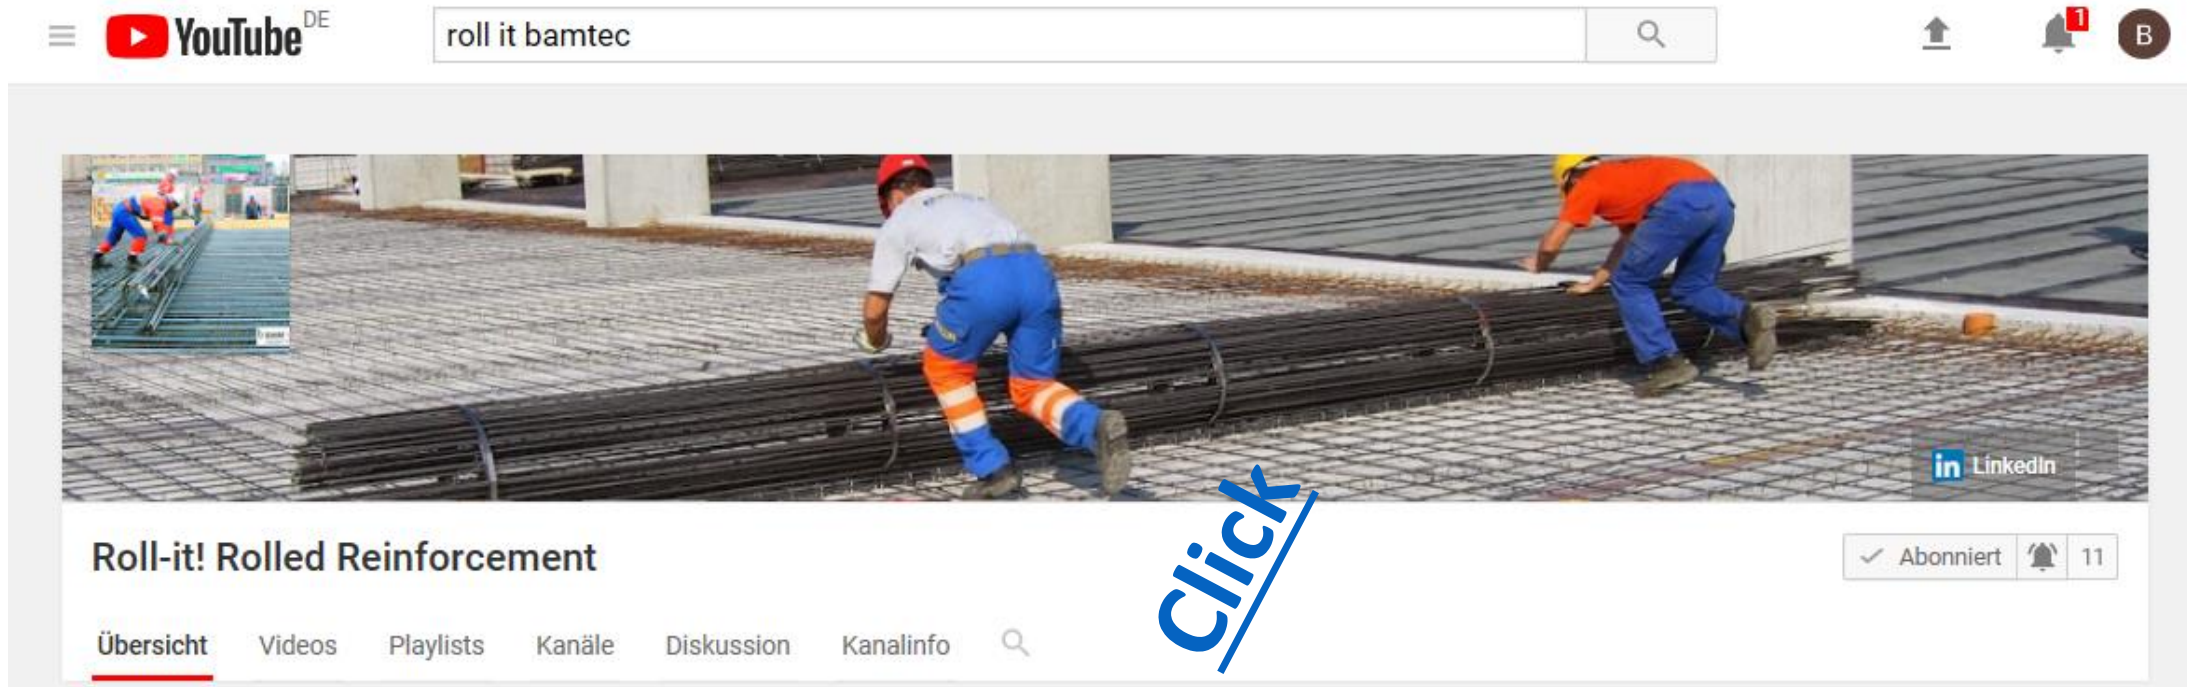 YouTube DE
roll it bamtec
1
B
LinkedIn
Click
Roll-it! Rolled Reinforcement
Abonniert 11
Übersicht Videos Playlists Kanäle Diskussion Kanalinfo